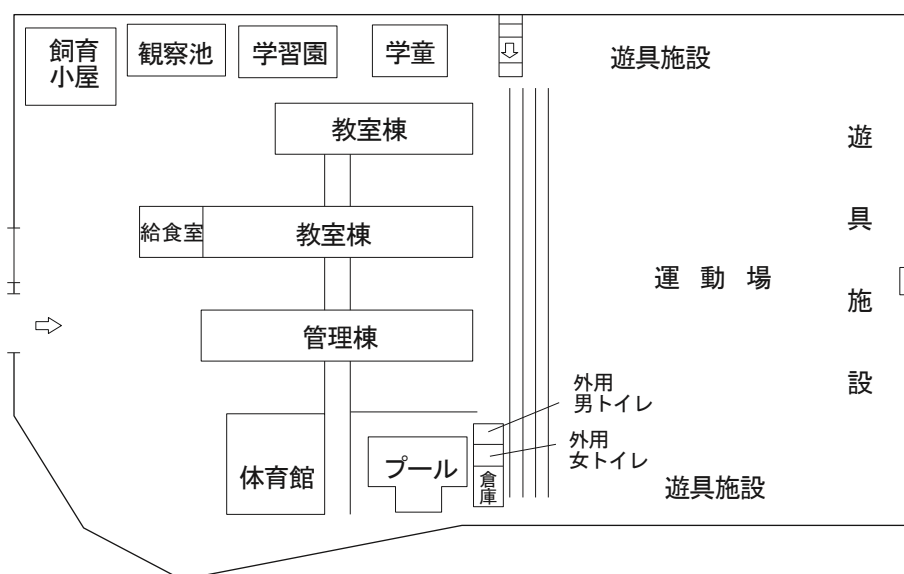 飼育
小屋
観察池
学習園
学童
遊具施設
教室棟
遊具施設
給食室
教室棟
運動場
管理棟
外用
男トイレ
外用
女トイレ
体育館
プール
倉庫
遊具施設